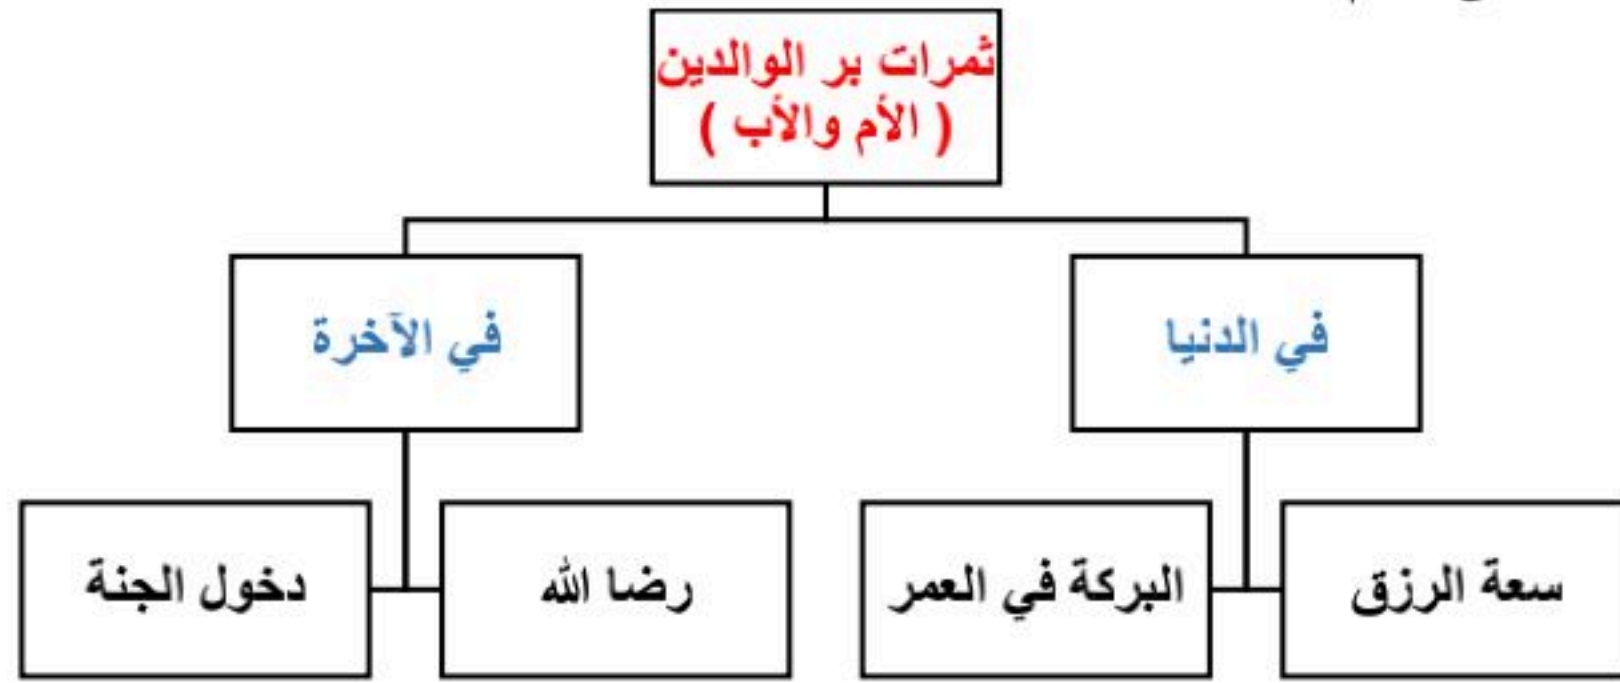 ثمرات بر الوالدين
( الأم والأب )
في الدنيا
في الآخرة
سعة الرزق
البركة في العمر
رضا الله
دخول الجنة